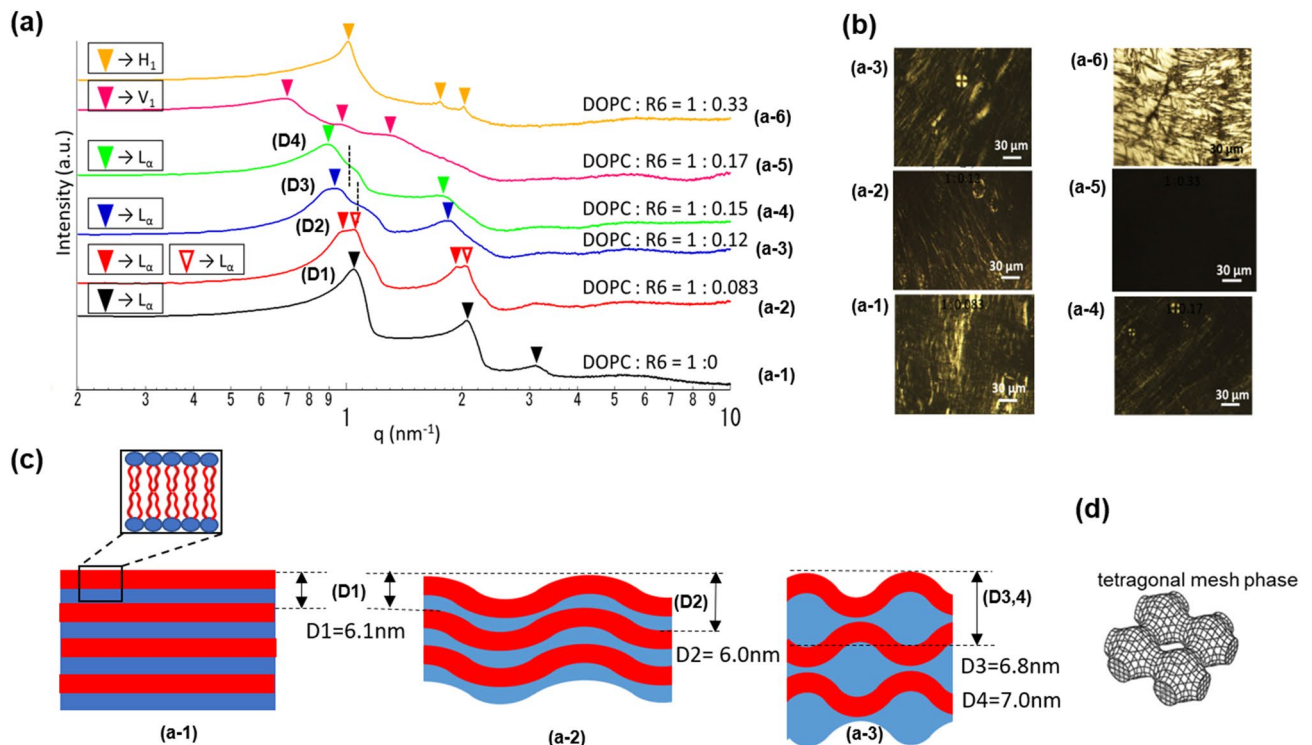 (a)
→ H₁
→ V₁
→ Lα
→ Lα
→ Lα
→ Lα
→ Lα
Intensity (a.u.)
(D4)
(D3)
(D2)
(D1)
DOPC : R6 = 1 : 0.33
(a-6)
DOPC : R6 = 1 : 0.17
(a-5)
DOPC : R6 = 1 : 0.15
(a-4)
DOPC : R6 = 1 : 0.12
(a-3)
DOPC : R6 = 1 : 0.083
(a-2)
DOPC : R6 = 1 :0
(a-1)
2 3 4 5 6 7 8 9 1 2 3 4 5 6 7 8 9 10
q (nm⁻¹)
(b)
(a-3)
30 μm
(a-6)
30 μm
(a-2)
30 μm
(a-5)
1:0.33
30 μm
(a-1)
1:0.083
30 μm
(a-4)
1:0.17
30 μm
(c)
(D1)
D1=6.1nm
(a-1)
(D2)
D2= 6.0nm
(a-2)
(D3,4)
D3=6.8nm
D4=7.0nm
(a-3)
(d)
tetragonal mesh phase